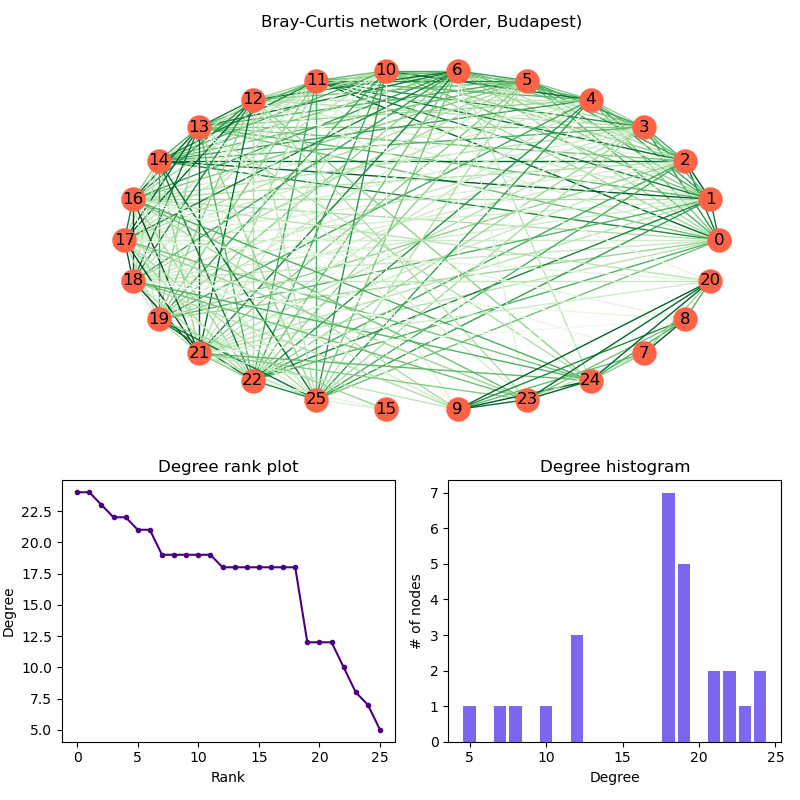 Bray-Curtis network (Order, Budapest)
10 6
11 5
12 4
13 3
14 2
16 1
17 0
18 20
19 8
21 7
22 24
25 15 9 23
Degree rank plot
Degree histogram
22.5
20.0
17.5
15.0
12.5
10.0
7.5
5.0
Degree
0 5 10 15 20 25
Rank
7
6
5
4
3
2
1
0
# of nodes
5 10 15 20 25
Degree